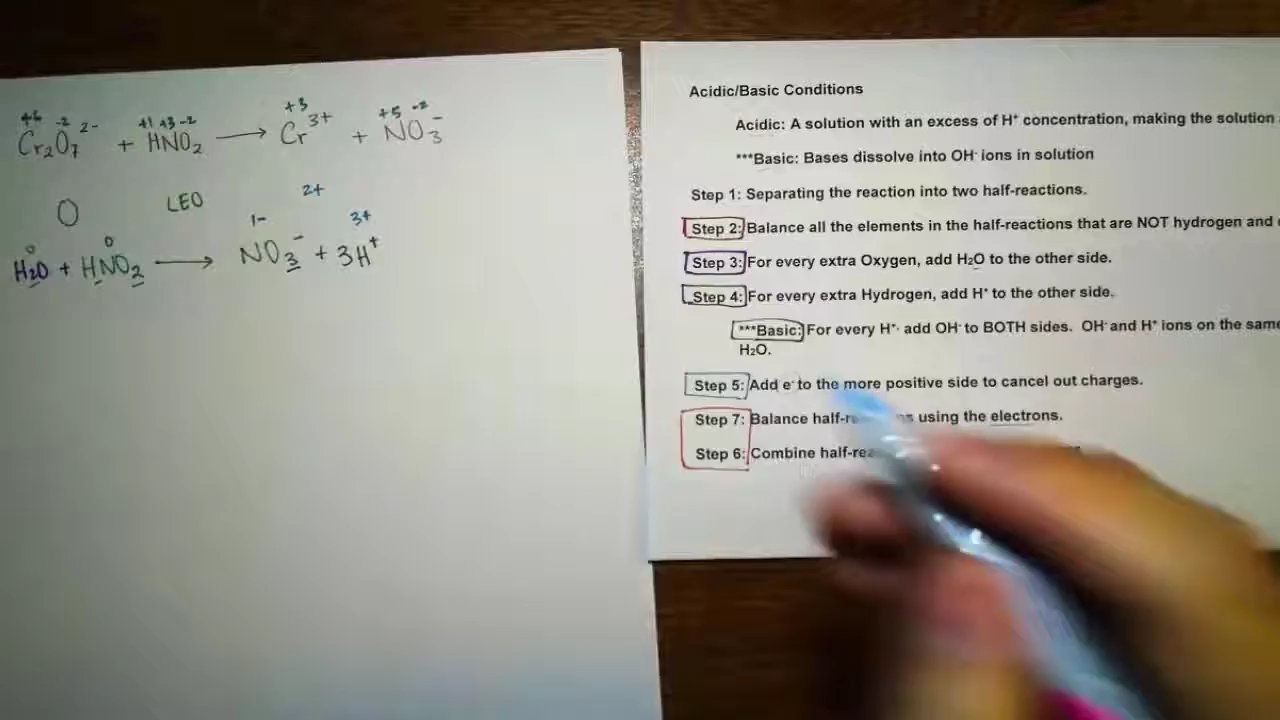 +6 -2 2- +1 +3 -2 +3 3+ +5 -2
Cr₂O₇ + HNO₂ ⟶ Cr + NO₃⁻
O LEO 2+
0 0 1- 3+
H₂O + HNO₂ ⟶ NO₃⁻ + 3H⁺
Acidic/Basic Conditions
Acidic: A solution with an excess of H⁺ concentration, making the solution
***Basic: Bases dissolve into OH⁻ ions in solution
Step 1: Separating the reaction into two half-reactions.
Step 2: Balance all the elements in the half-reactions that are NOT hydrogen and
Step 3: For every extra Oxygen, add H₂O to the other side.
Step 4: For every extra Hydrogen, add H⁺ to the other side.
***Basic: For every H⁺, add OH⁻ to BOTH sides. OH⁻ and H⁺ ions on the same
H₂O.
Step 5: Add e⁻ to the more positive side to cancel out charges.
Step 7: Balance using the electrons.
Step 6: Combine